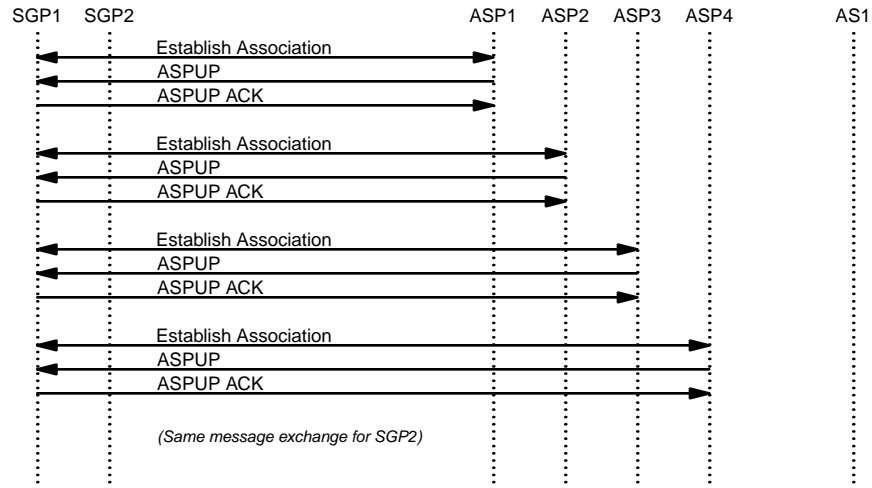 SGP1 SGP2 ASP1 ASP2 ASP3 ASP4 AS1
Establish Association
ASPUP
ASPUP ACK
Establish Association
ASPUP
ASPUP ACK
Establish Association
ASPUP
ASPUP ACK
Establish Association
ASPUP
ASPUP ACK
(Same message exchange for SGP2)